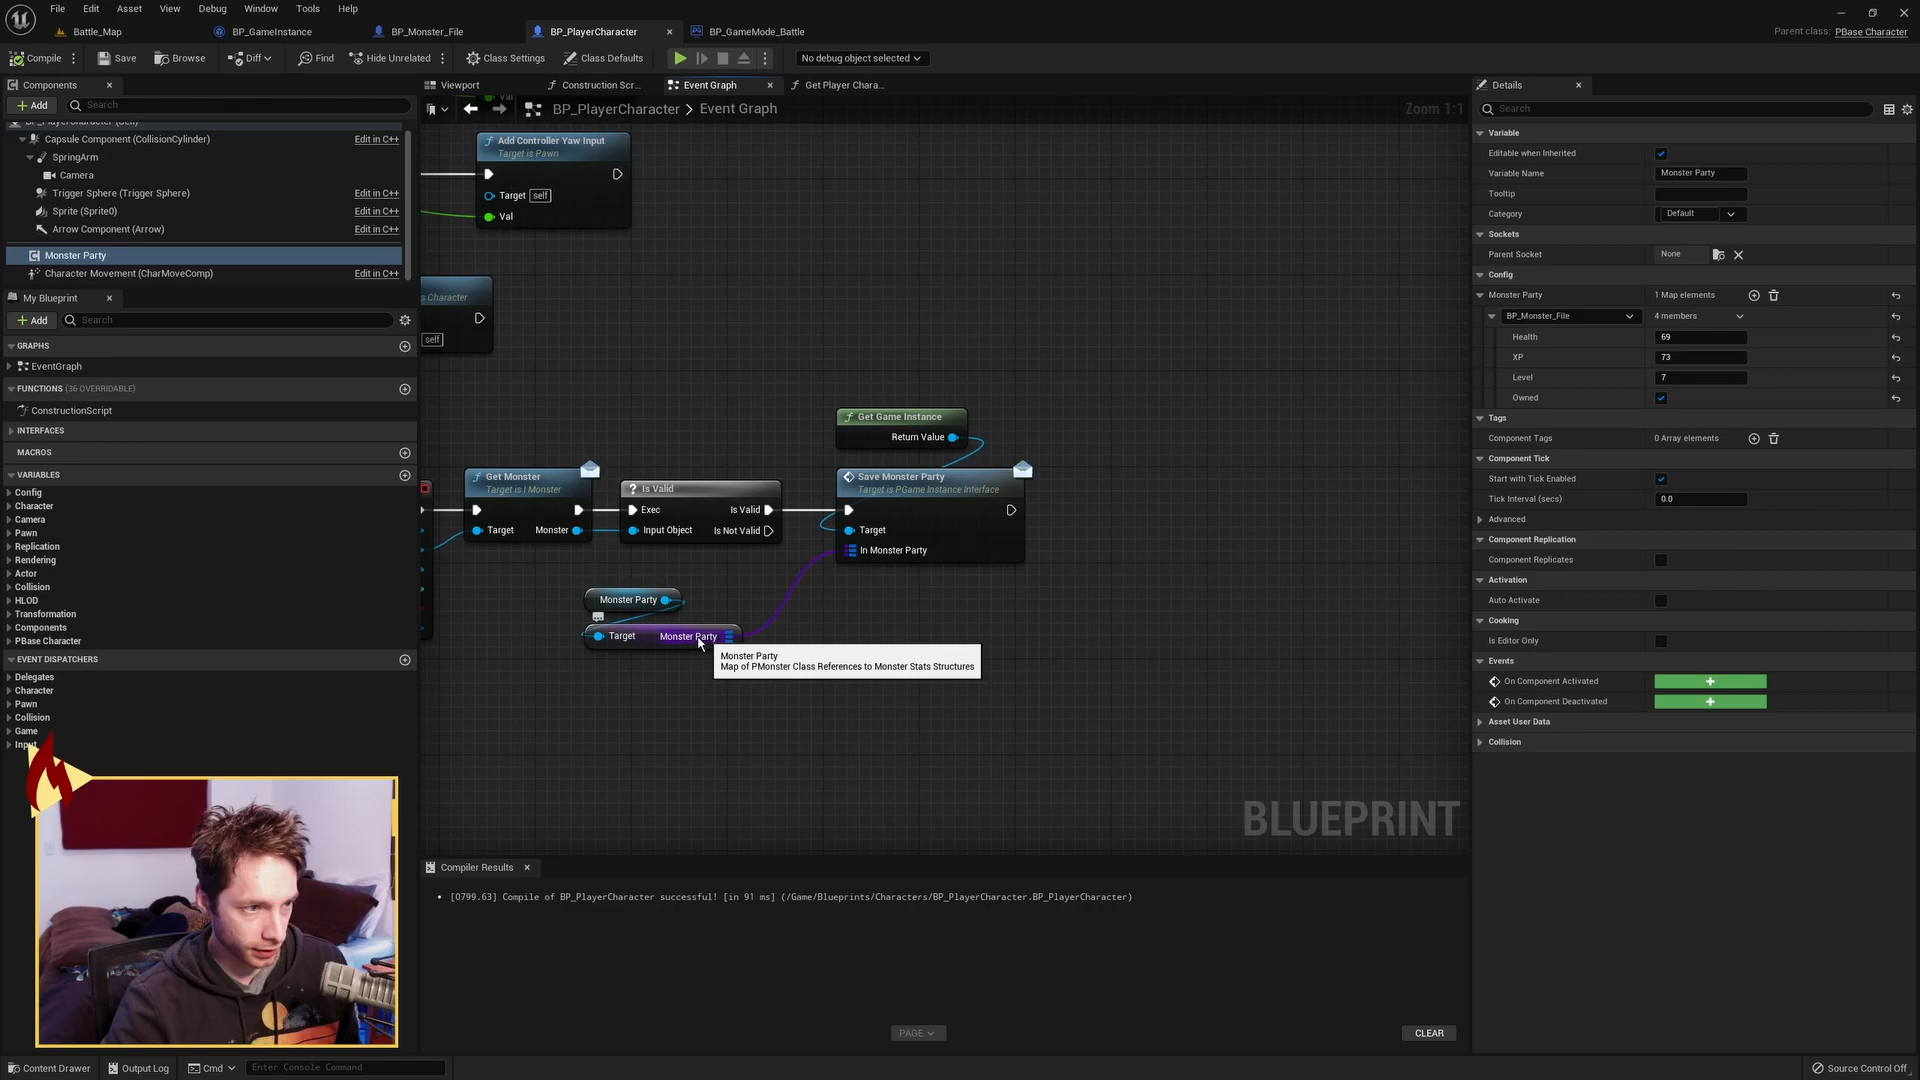 File Edit Asset View Debug Window Tools Help
Battle_Map BP_GameInstance BP_Monster_File BP_PlayerCharacter BP_GameMode_Battle
Parent class: PBase Character
Compile Save Browse Diff Find Hide Unrelated Class Settings Class Defaults No debug object selected
Components
Add Search
BP_PlayerCharacter (Self)
Capsule Component (CollisionCylinder) Edit in C++
SpringArm
Camera
Trigger Sphere (Trigger Sphere) Edit in C++
Sprite (Sprite0) Edit in C++
Arrow Component (Arrow) Edit in C++
Monster Party
Character Movement (CharMoveComp) Edit in C++
My Blueprint
Add Search
GRAPHS
EventGraph
FUNCTIONS (36 OVERRIDABLE)
ConstructionScript
INTERFACES
MACROS
VARIABLES
Config
Character
Camera
Pawn
Replication
Rendering
Actor
Collision
HLOD
Transformation
Components
PBase Character
EVENT DISPATCHERS
Delegates
Character
Pawn
Collision
Game
Input
Viewport Construction Scr... Event Graph Get Player Chara...
Val
BP_PlayerCharacter > Event Graph
Zoom 1:1
Add Controller Yaw Input
Target is Pawn
Target self
Val
s Character
self
Get Game Instance
Return Value
Get Monster
Target is I Monster
Target Monster
? Is Valid
Exec Is Valid
Input Object Is Not Valid
Save Monster Party
Target is PGame Instance Interface
Target
In Monster Party
Monster Party
Target Monster Party
Monster Party
Map of PMonster Class References to Monster Stats Structures
BLUEPRINT
Compiler Results
[0799.63] Compile of BP_PlayerCharacter successful! [in 91 ms] (/Game/Blueprints/Characters/BP_PlayerCharacter.BP_PlayerCharacter)
PAGE
CLEAR
Details
Search
Variable
Editable when Inherited
Variable Name Monster Party
Tooltip
Category Default
Sockets
Parent Socket None
Config
Monster Party 1 Map elements
BP_Monster_File 4 members
Health 69
XP 73
Level 7
Owned
Tags
Component Tags 0 Array elements
Component Tick
Start with Tick Enabled
Tick Interval (secs) 0.0
Advanced
Component Replication
Component Replicates
Activation
Auto Activate
Cooking
Is Editor Only
Events
On Component Activated
On Component Deactivated
Asset User Data
Collision
Content Drawer Output Log Cmd Enter Console Command
Source Control Off